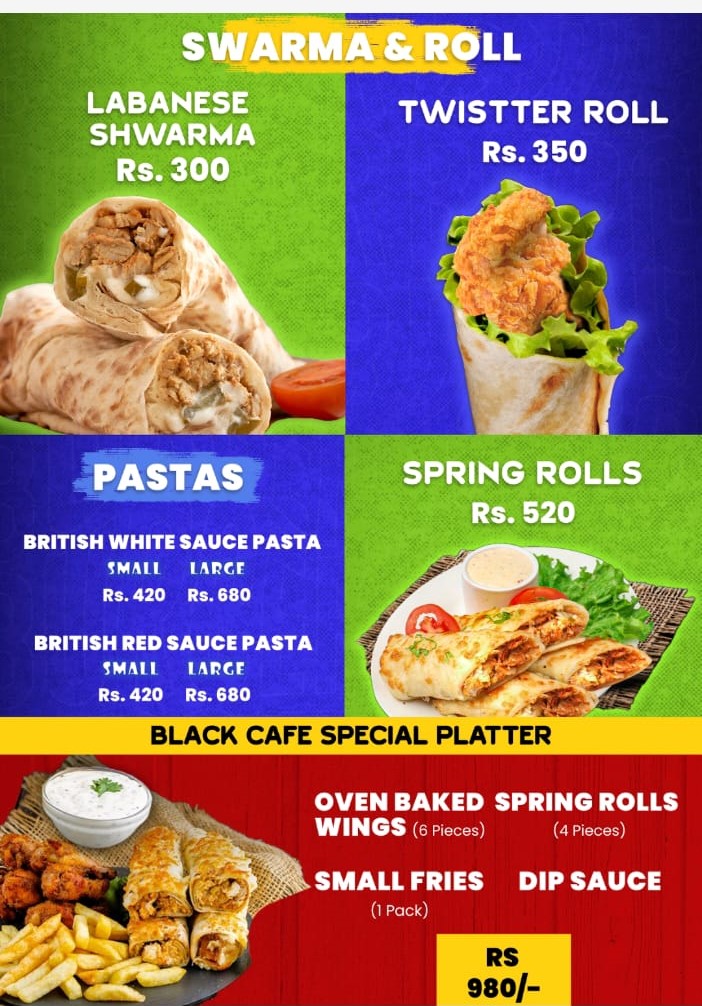 SWARMA & ROLL
LABANESE
SHWARMA
Rs. 300
TWISTTER ROLL
Rs. 350
PASTAS
BRITISH WHITE SAUCE PASTA
SMALL LARGE
Rs. 420 Rs. 680
BRITISH RED SAUCE PASTA
SMALL LARGE
Rs. 420 Rs. 680
SPRING ROLLS
Rs. 520
BLACK CAFE SPECIAL PLATTER
OVEN BAKED
WINGS (6 Pieces)
SPRING ROLLS
(4 Pieces)
SMALL FRIES
(1 Pack)
DIP SAUCE
RS
980/-